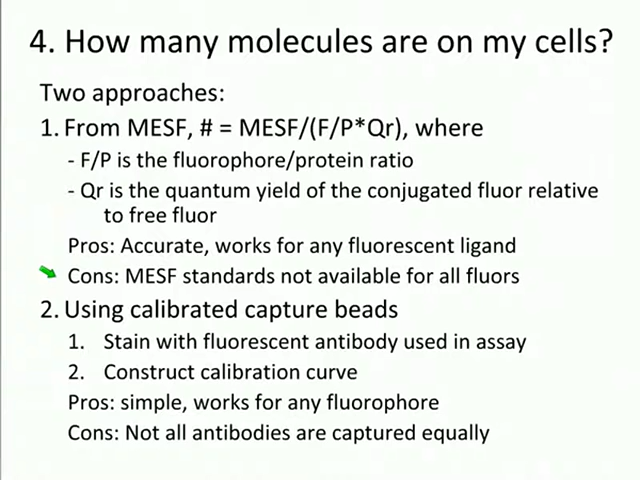 4. How many molecules are on my cells?
Two approaches:
1. From MESF, # = MESF/(F/P*Qr), where
- F/P is the fluorophore/protein ratio
- Qr is the quantum yield of the conjugated fluor relative
to free fluor
Pros: Accurate, works for any fluorescent ligand
Cons: MESF standards not available for all fluors
2. Using calibrated capture beads
1. Stain with fluorescent antibody used in assay
2. Construct calibration curve
Pros: simple, works for any fluorophore
Cons: Not all antibodies are captured equally